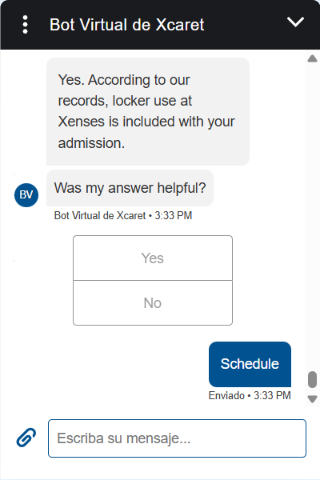 Bot Virtual de Xcaret
Yes. According to our
records, locker use at
Xenses is included with your
admission.
Was my answer helpful?
BV
Bot Virtual de Xcaret • 3:33 PM
Yes
No
Schedule
Enviado • 3:33 PM
Escriba su mensaje...